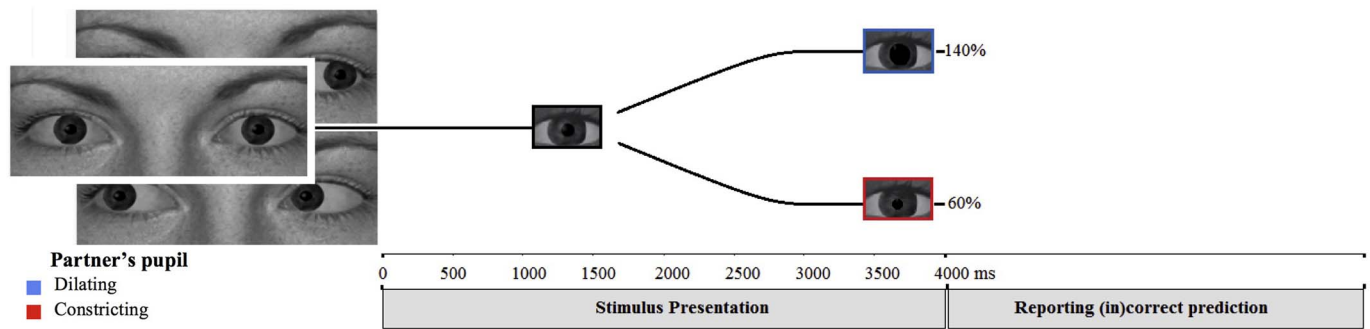 140%
60%
Partner's pupil
Dilating
Constricting
0 500 1000 1500 2000 2500 3000 3500 4000 ms
Stimulus Presentation Reporting (in)correct prediction